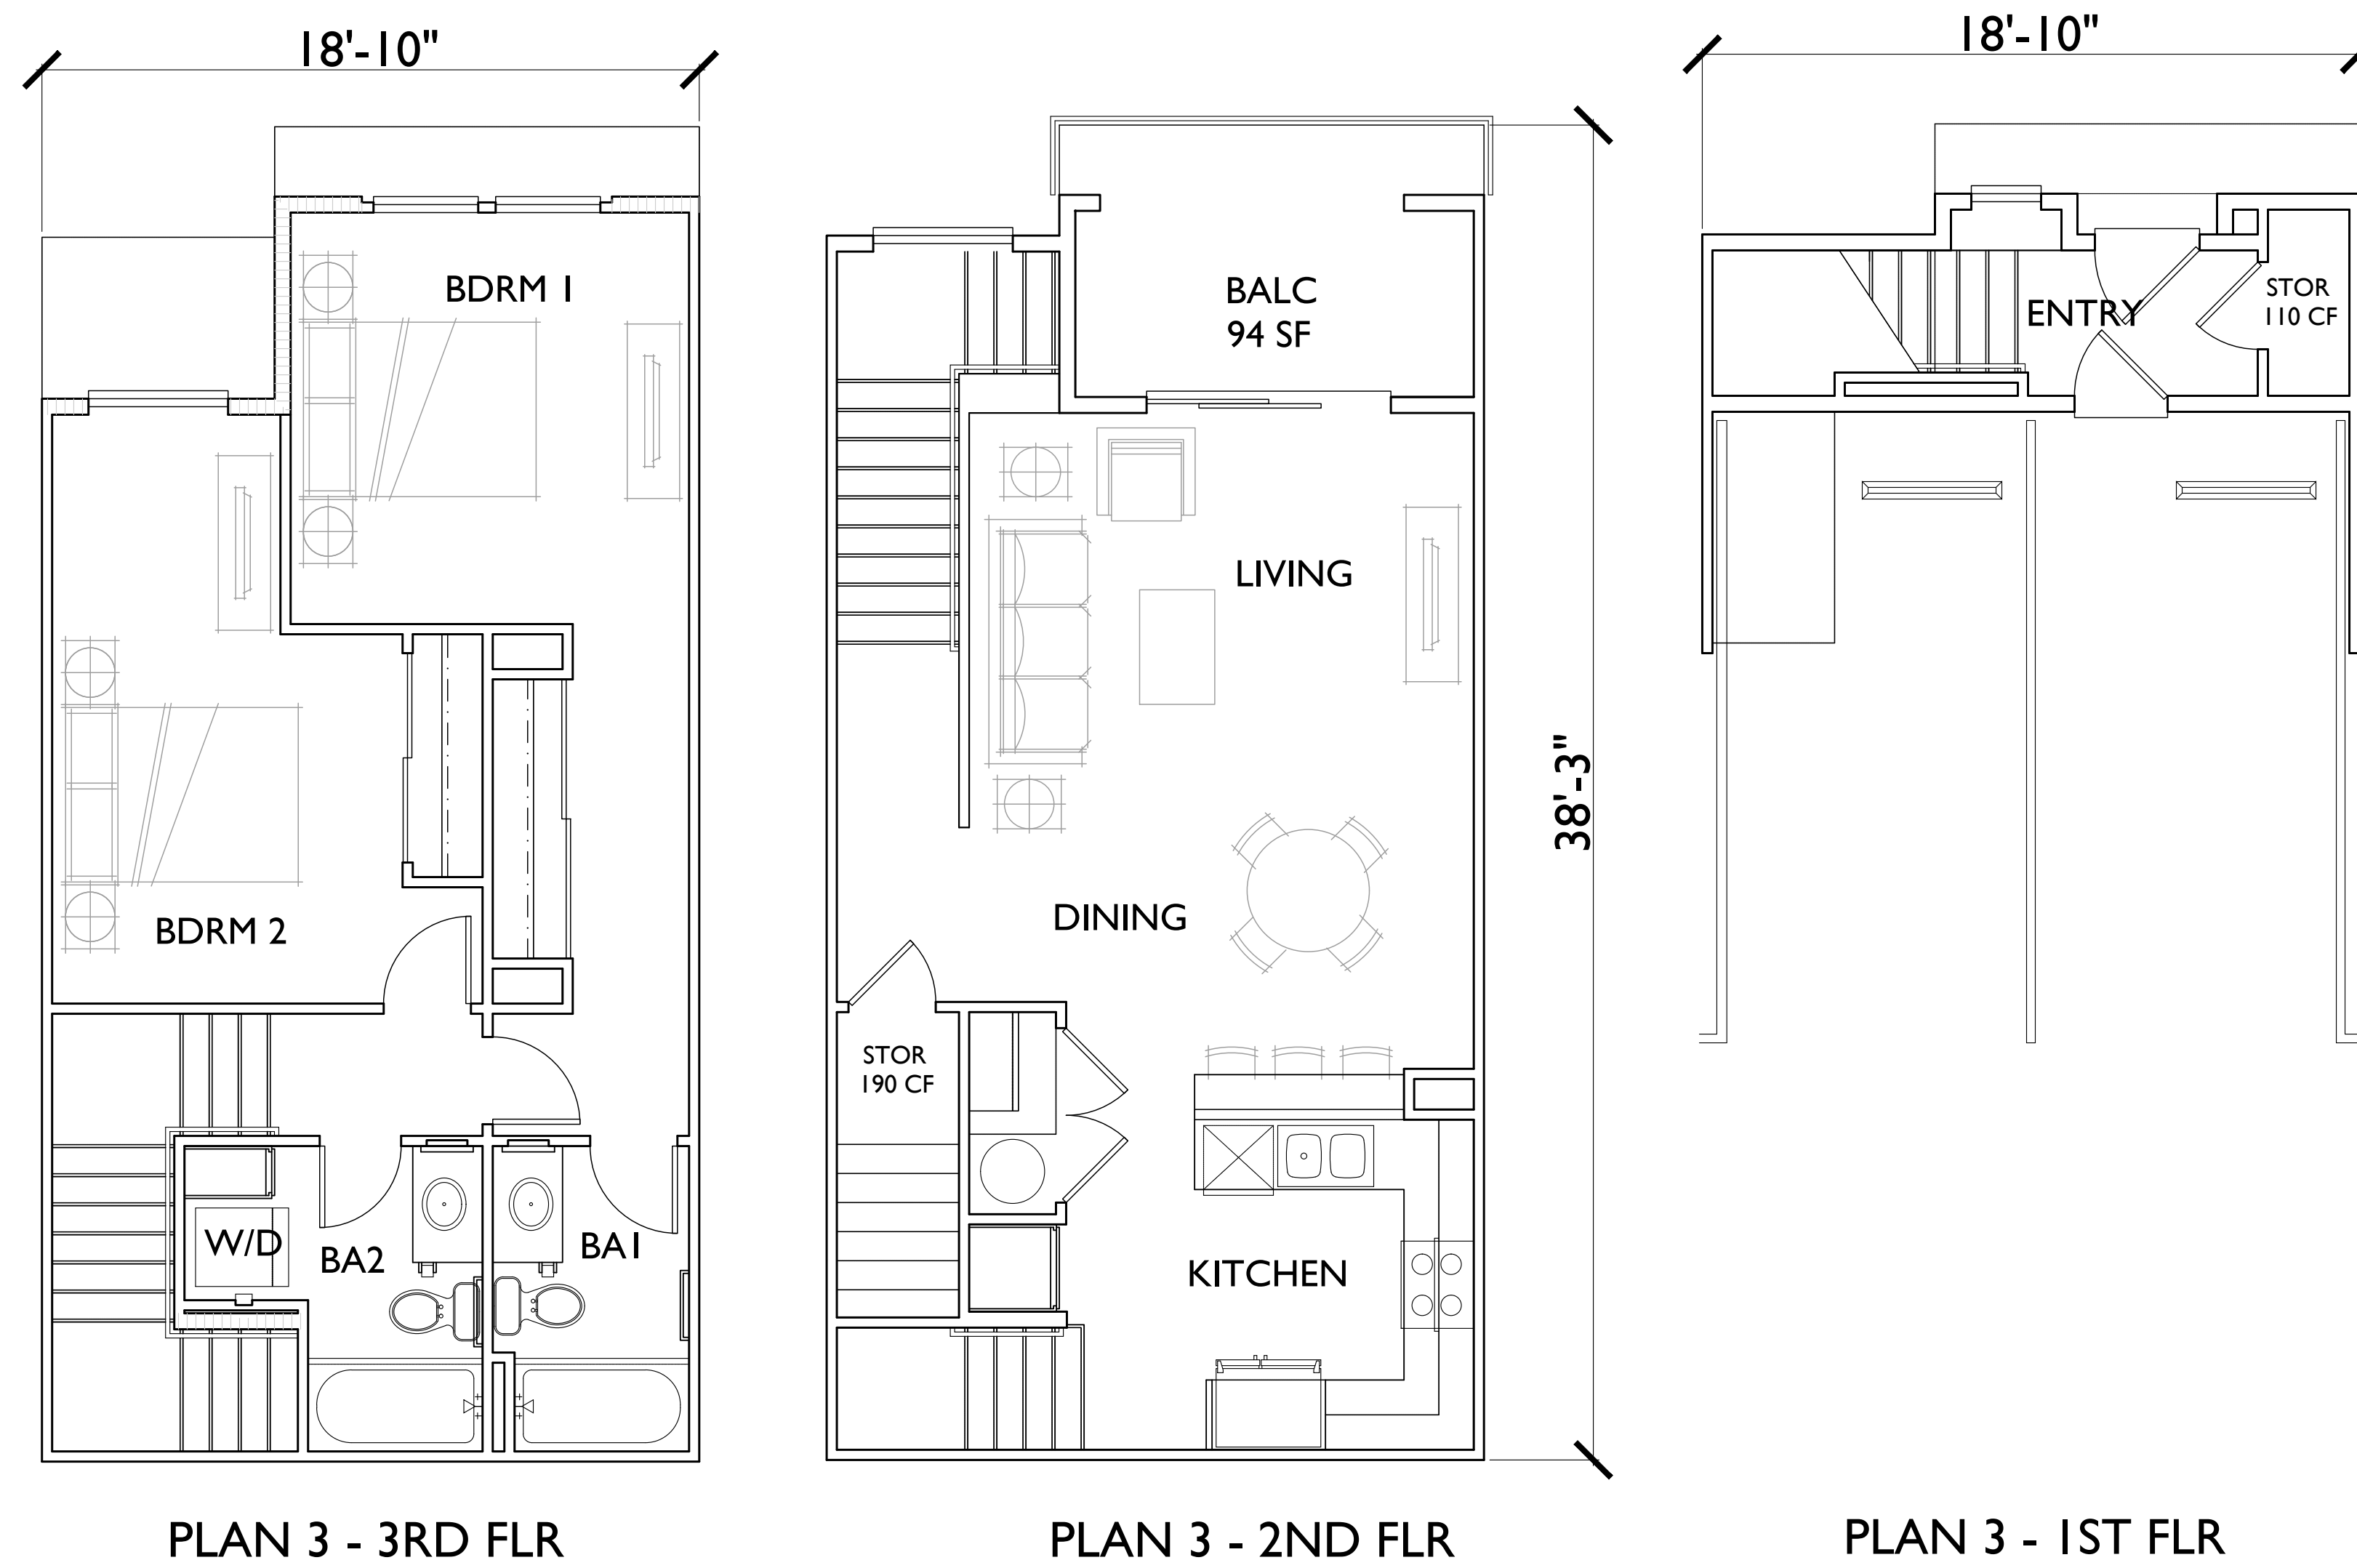 18'-10"
BDRM 1
BDRM 2
W/D
BA2
BA1
PLAN 3 - 3RD FLR
BALC
94 SF
LIVING
38'-3"
DINING
STOR
190 CF
KITCHEN
PLAN 3 - 2ND FLR
18'-10"
ENTRY
STOR
110 CF
PLAN 3 - 1ST FLR